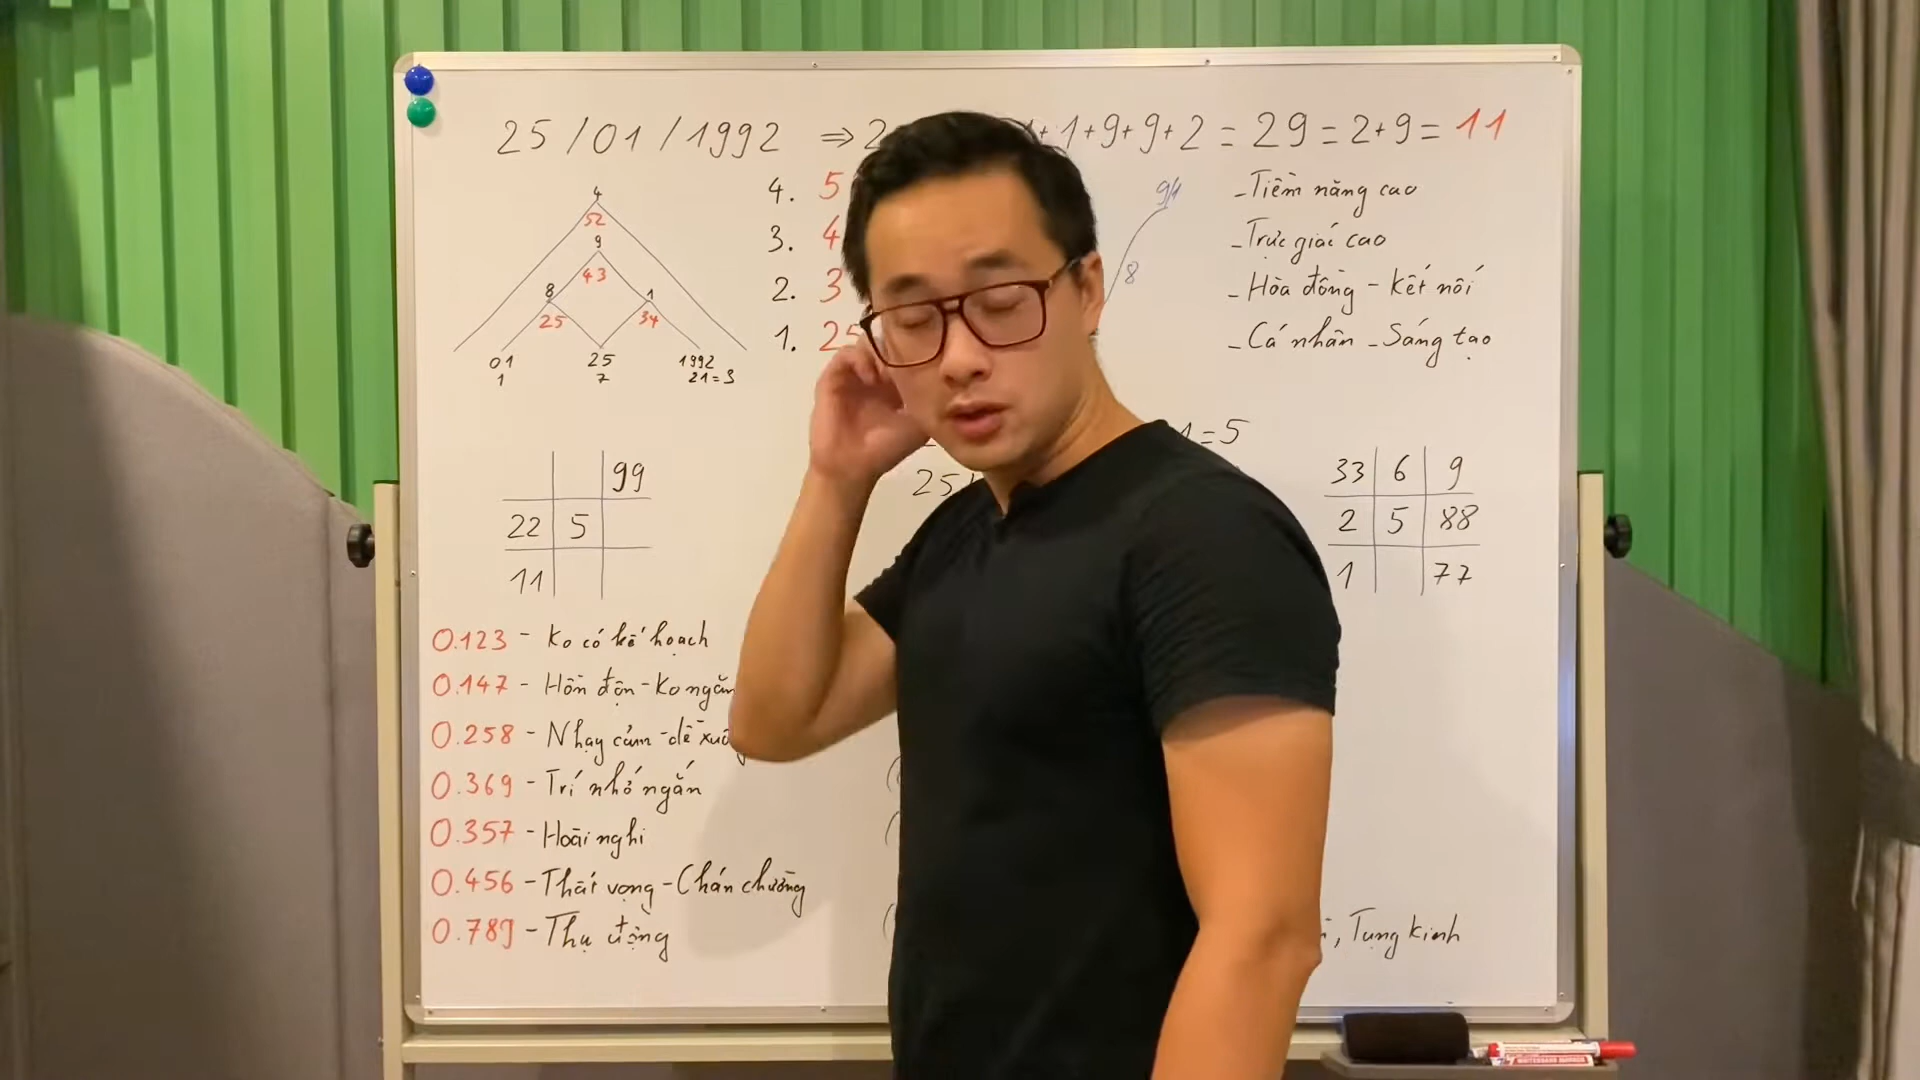 25/01/1992 ⇒ 2 +1+9+9+2 = 29 = 2+9 = 11
4
52
9
43
8 1
25 34
01 25 1992
1 7 21=3
4. 5
3. 4
2. 3
1. 25
9/1
8
- Tiềm năng cao
- Trực giác cao
- Hòa đồng - kết nối
- Cá nhân - Sáng tạo
1=5
25
99
22 5
11
33 6 9
2 5 88
1 77
0.123 - Ko có kế hoạch
0.147 - Hỗn độn - Ko ngăn
0.258 - Nhạy cảm - dễ
0.369 - Trí nhớ ngắn
0.357 - Hoài nghi
0.456 - Thất vọng - Chán chường
0.789 - Thụ động
, Tụng kinh